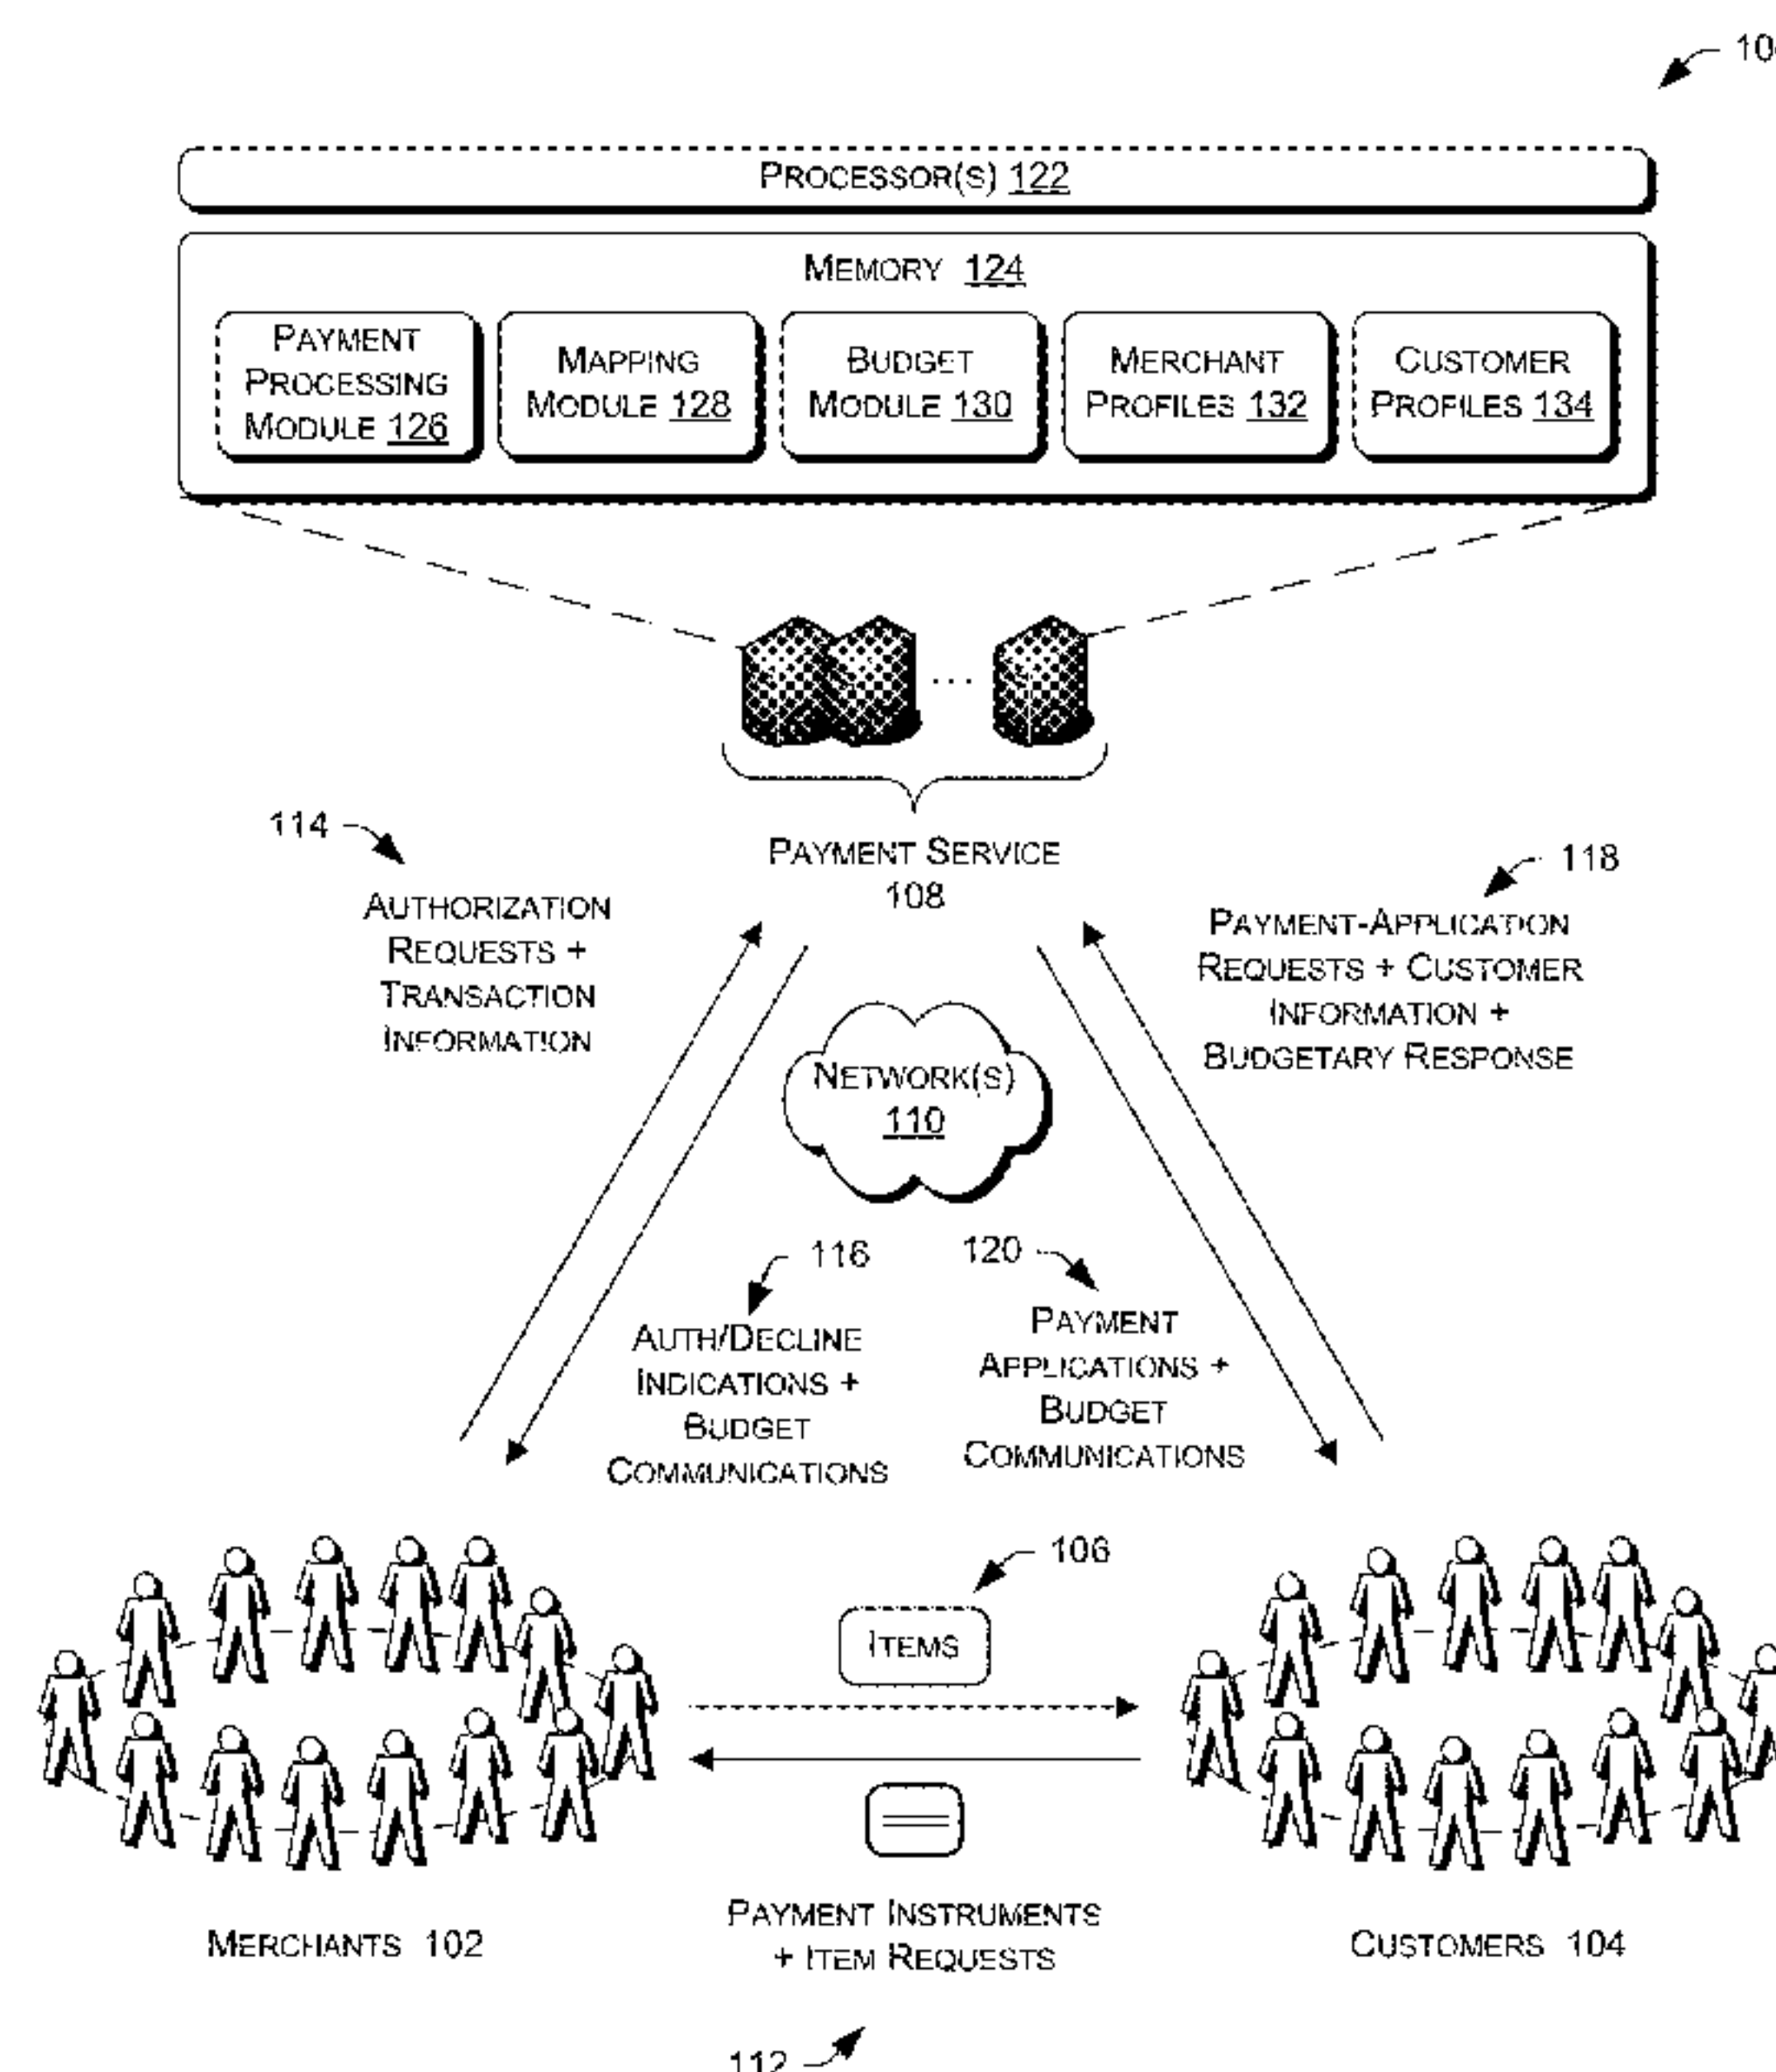 PROCESSOR(S) 122
MEMORY 124
PAYMENT
PROCESSING
MODULE 126
MAPPING
MODULE 128
BUDGET
MODULE 130
MERCHANT
PROFILES 132
CUSTOMER
PROFILES 134
114
PAYMENT SERVICE
108
118
AUTHORIZATION
REQUESTS +
TRANSACTION
INFORMATION
PAYMENT-APPLICATION
REQUESTS + CUSTOMER
INFORMATION +
BUDGETARY RESPONSE
NETWORK(S)
110
116
120
AUTH/DECLINE
INDICATIONS +
BUDGET
COMMUNICATIONS
PAYMENT
APPLICATIONS +
BUDGET
COMMUNICATIONS
106
ITEMS
MERCHANTS 102
PAYMENT INSTRUMENTS
+ ITEM REQUESTS
CUSTOMERS 104
112